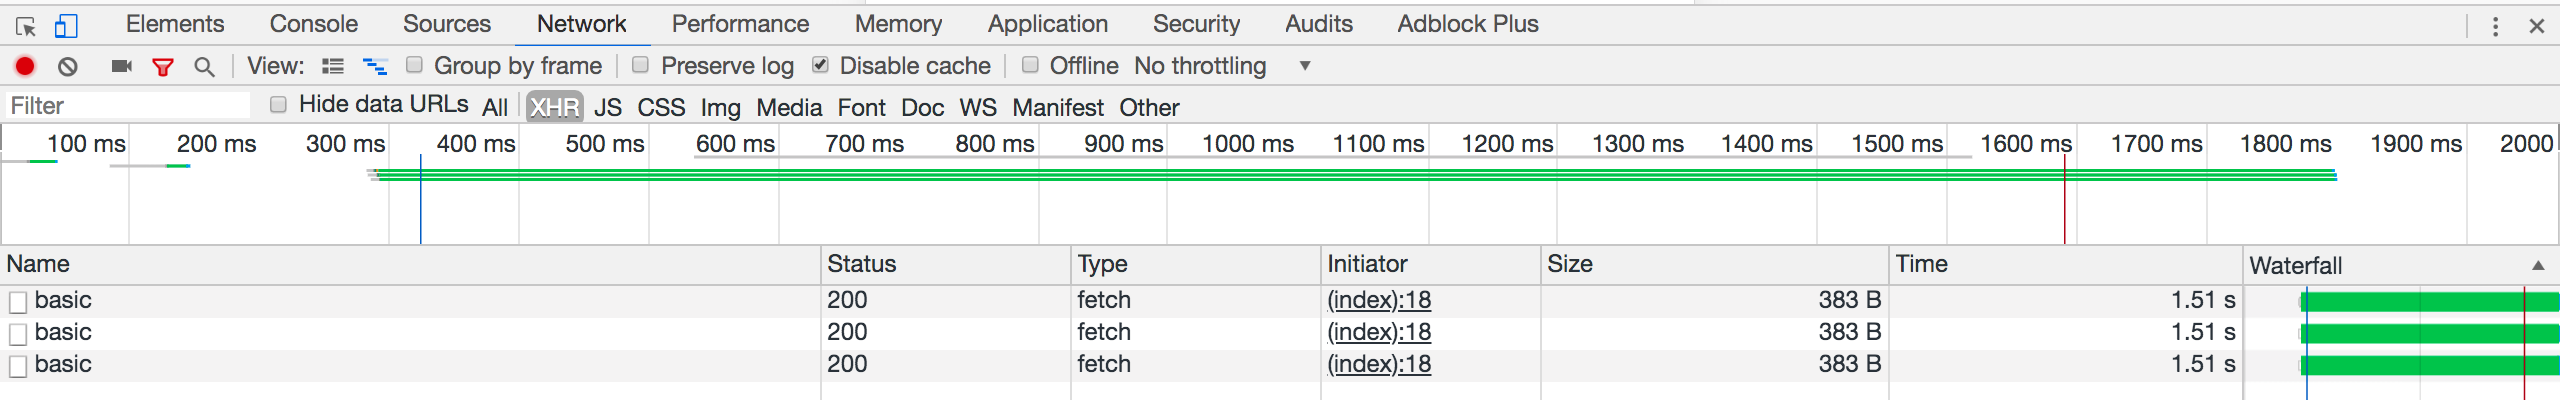 Elements Console Sources Network Performance Memory Application Security Audits Adblock Plus
View: Group by frame Preserve log Disable cache Offline No throttling
Filter Hide data URLs All XHR JS CSS Img Media Font Doc WS Manifest Other
100 ms 200 ms 300 ms 400 ms 500 ms 600 ms 700 ms 800 ms 900 ms 1000 ms 1100 ms 1200 ms 1300 ms 1400 ms 1500 ms 1600 ms 1700 ms 1800 ms 1900 ms 2000
Name Status Type Initiator Size Time Waterfall
basic 200 fetch (index):18 383 B 1.51 s
basic 200 fetch (index):18 383 B 1.51 s
basic 200 fetch (index):18 383 B 1.51 s